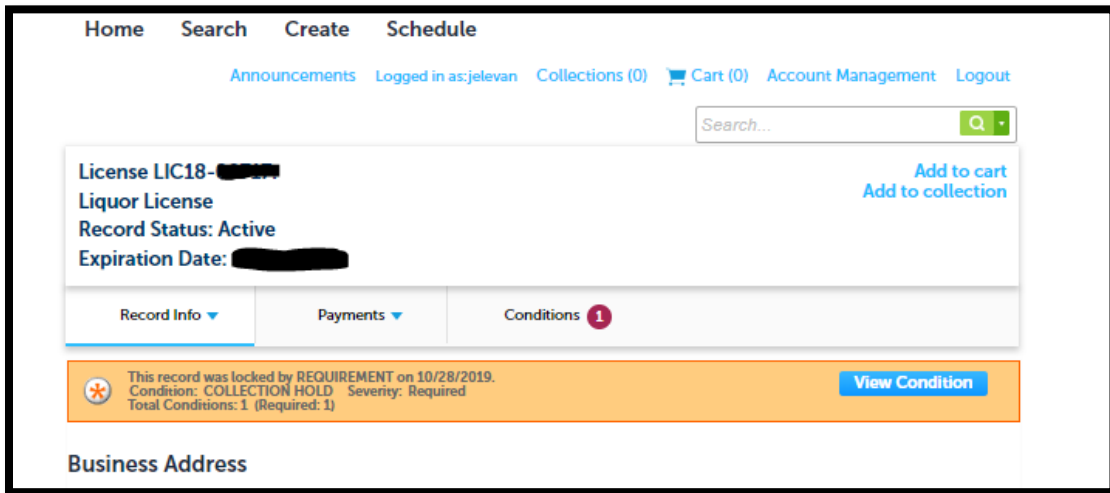 Home Search Create Schedule
Announcements Logged in as:jelevan Collections (0) Cart (0) Account Management Logout
Search...
License LIC18-
Add to cart
Liquor License
Add to collection
Record Status: Active
Expiration Date:
Record Info Payments Conditions 1
This record was locked by REQUIREMENT on 10/28/2019.
Condition: COLLECTION HOLD Severity: Required
Total Conditions: 1 (Required: 1)
View Condition
Business Address